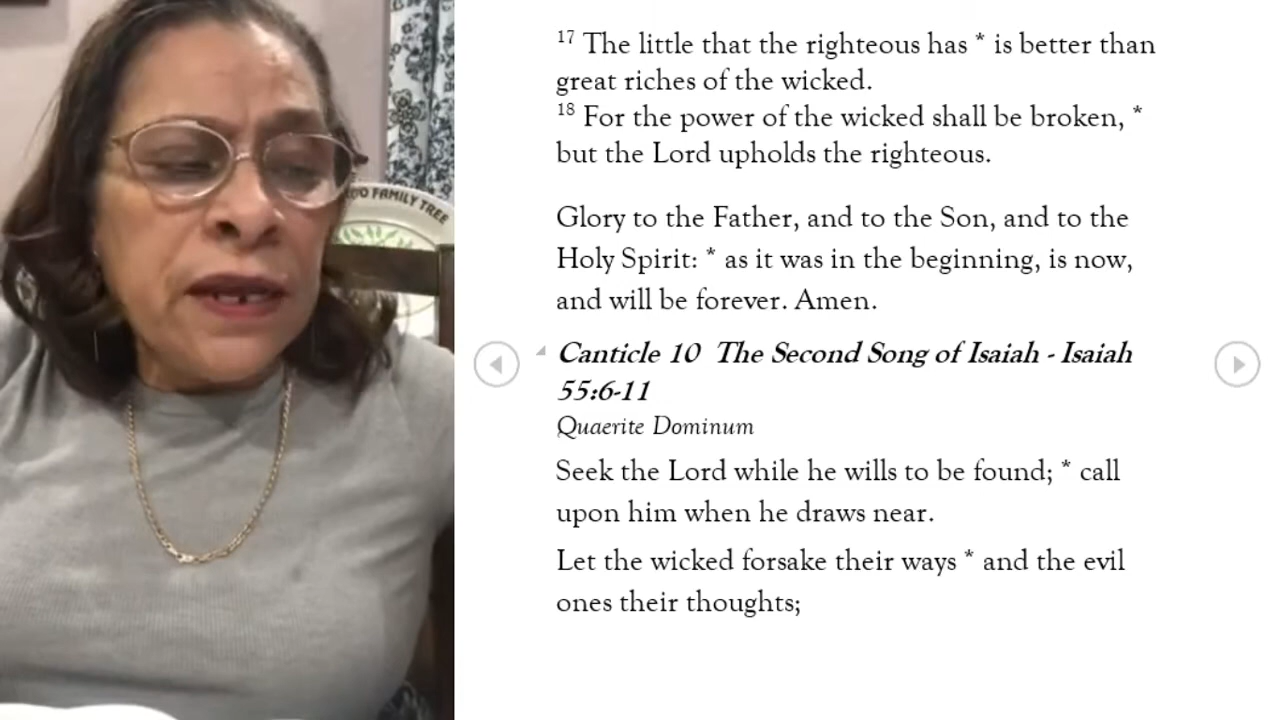 OO FAMILY TREE
17 The little that the righteous has * is better than
great riches of the wicked.
18 For the power of the wicked shall be broken, *
but the Lord upholds the righteous.
Glory to the Father, and to the Son, and to the
Holy Spirit: * as it was in the beginning, is now,
and will be forever. Amen.
Canticle 10 The Second Song of Isaiah - Isaiah
55:6-11
Quaerite Dominum
Seek the Lord while he wills to be found; * call
upon him when he draws near.
Let the wicked forsake their ways * and the evil
ones their thoughts;